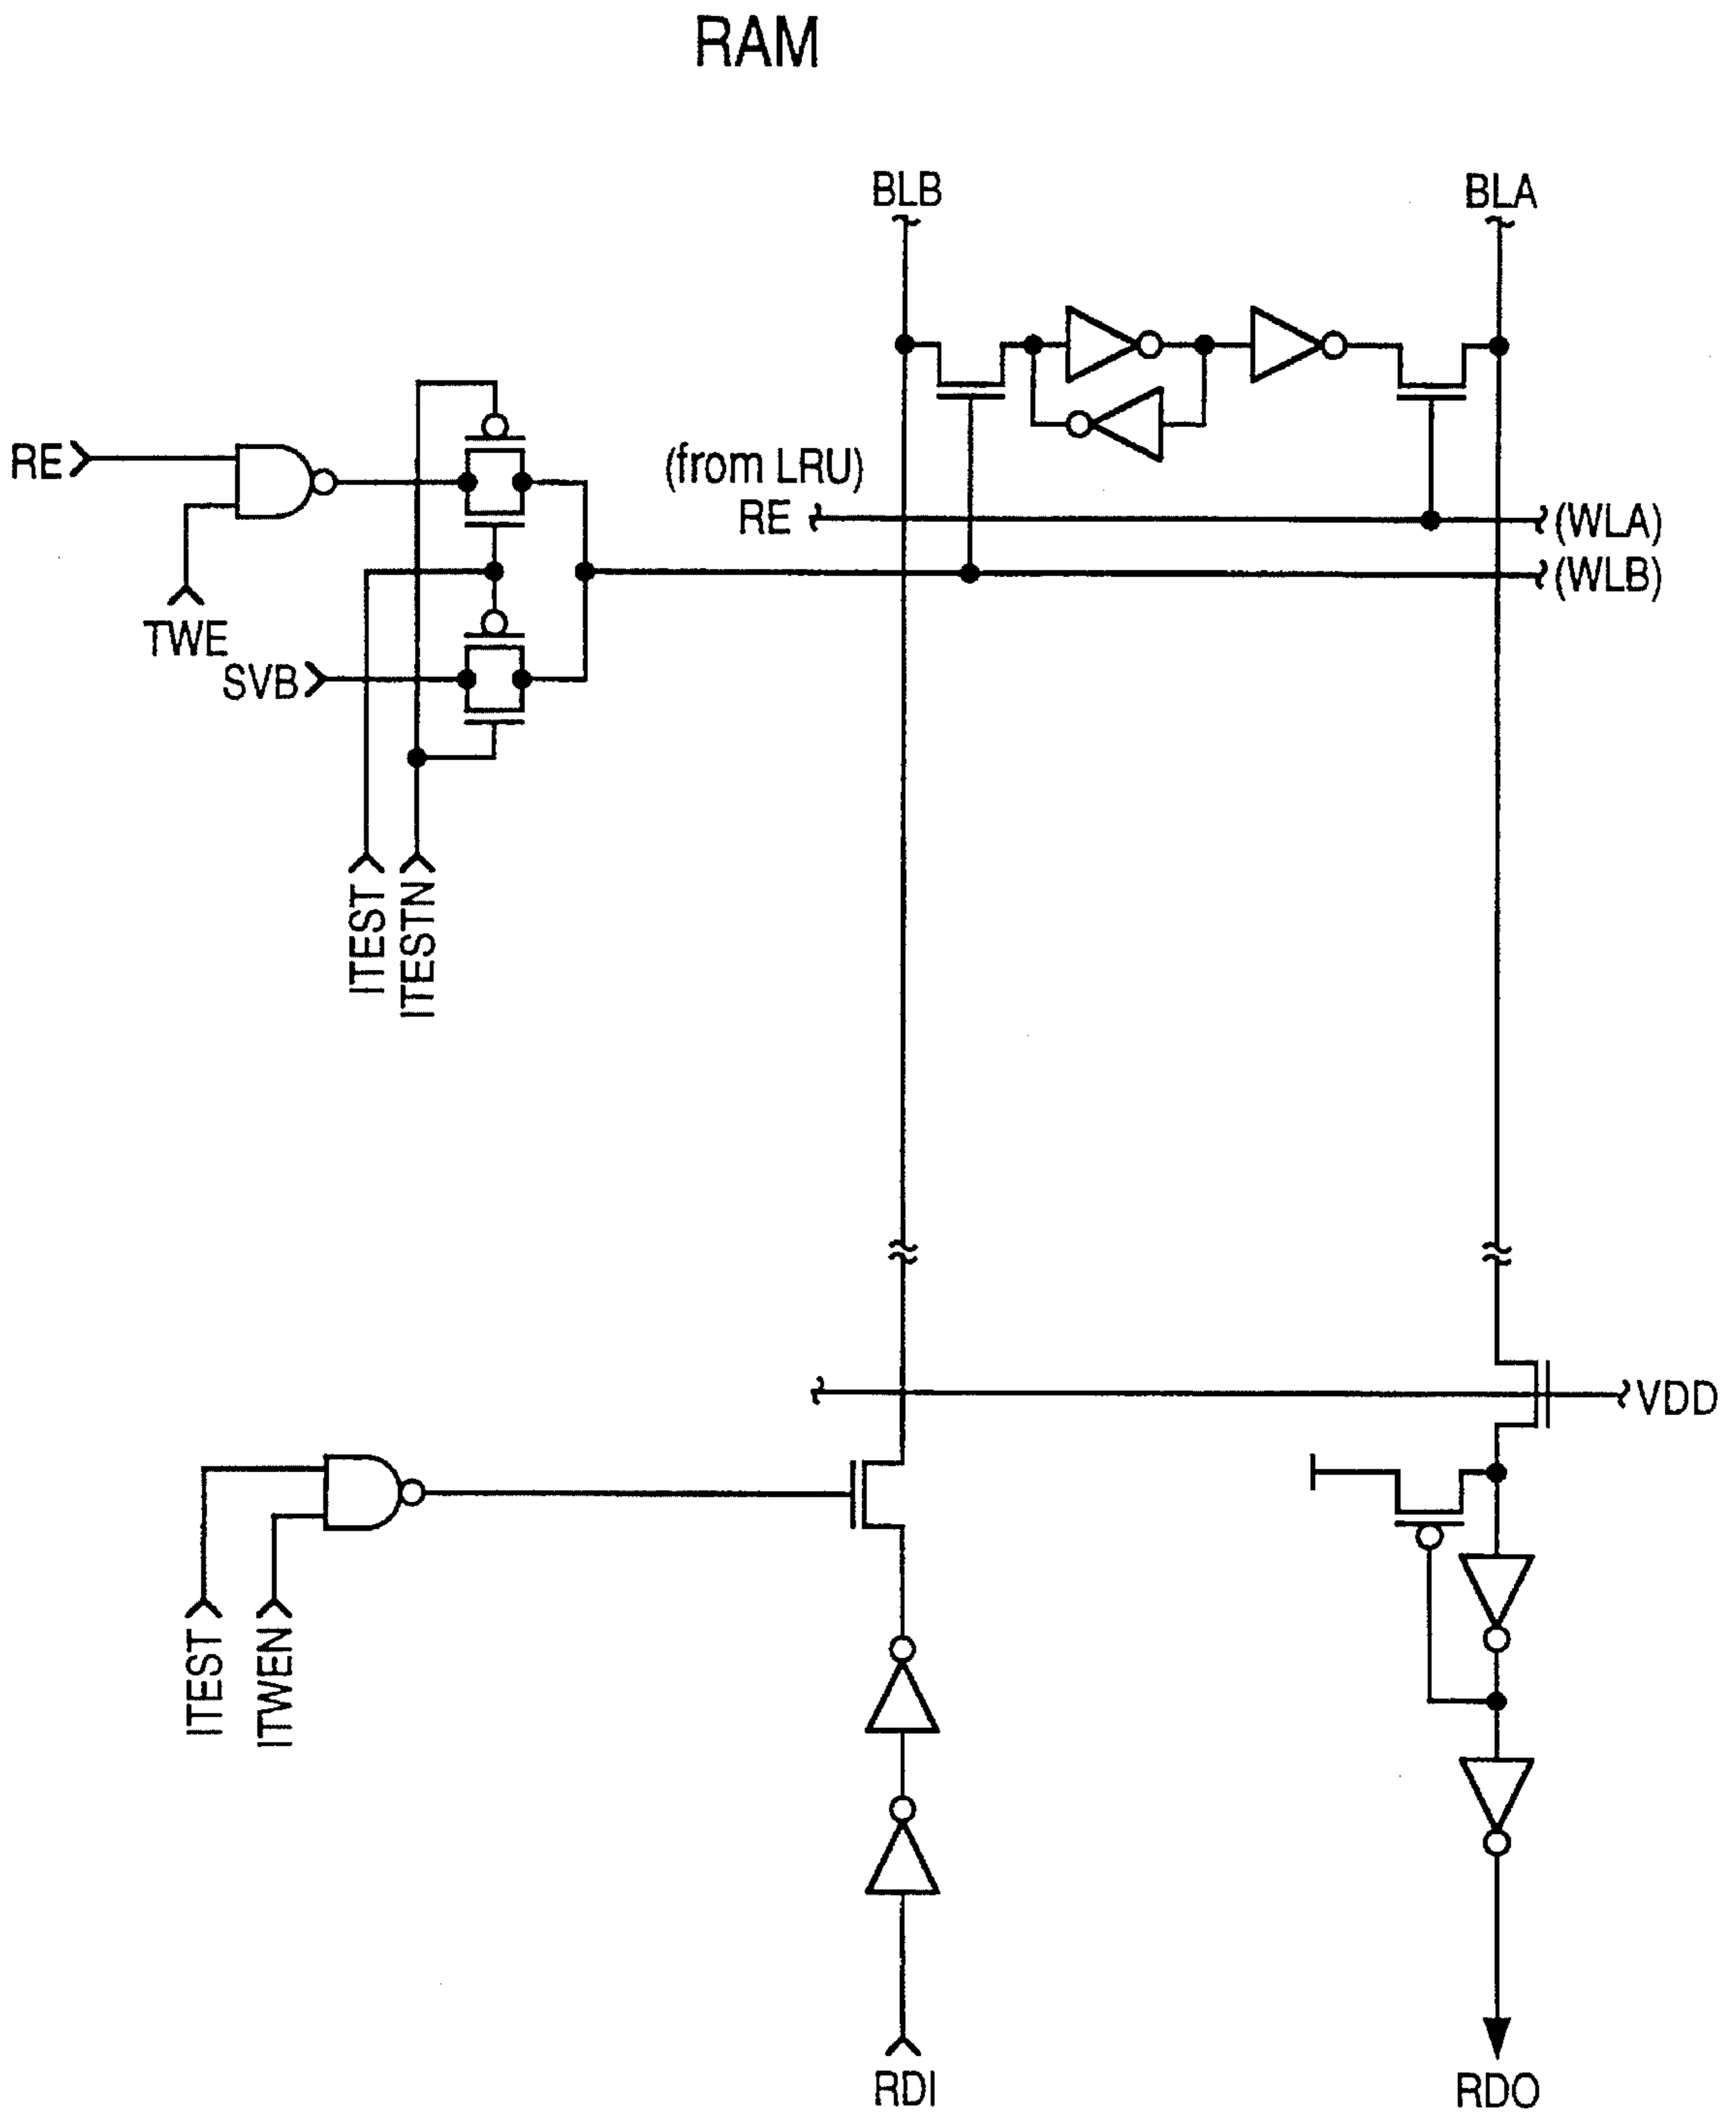 RAM
BLB
BLA
RE
(from LRU)
RE
(WLA)
(WLB)
TWE
SVB
ITEST
ITESTN
VDD
ITEST
ITWEN
RDI
RDO